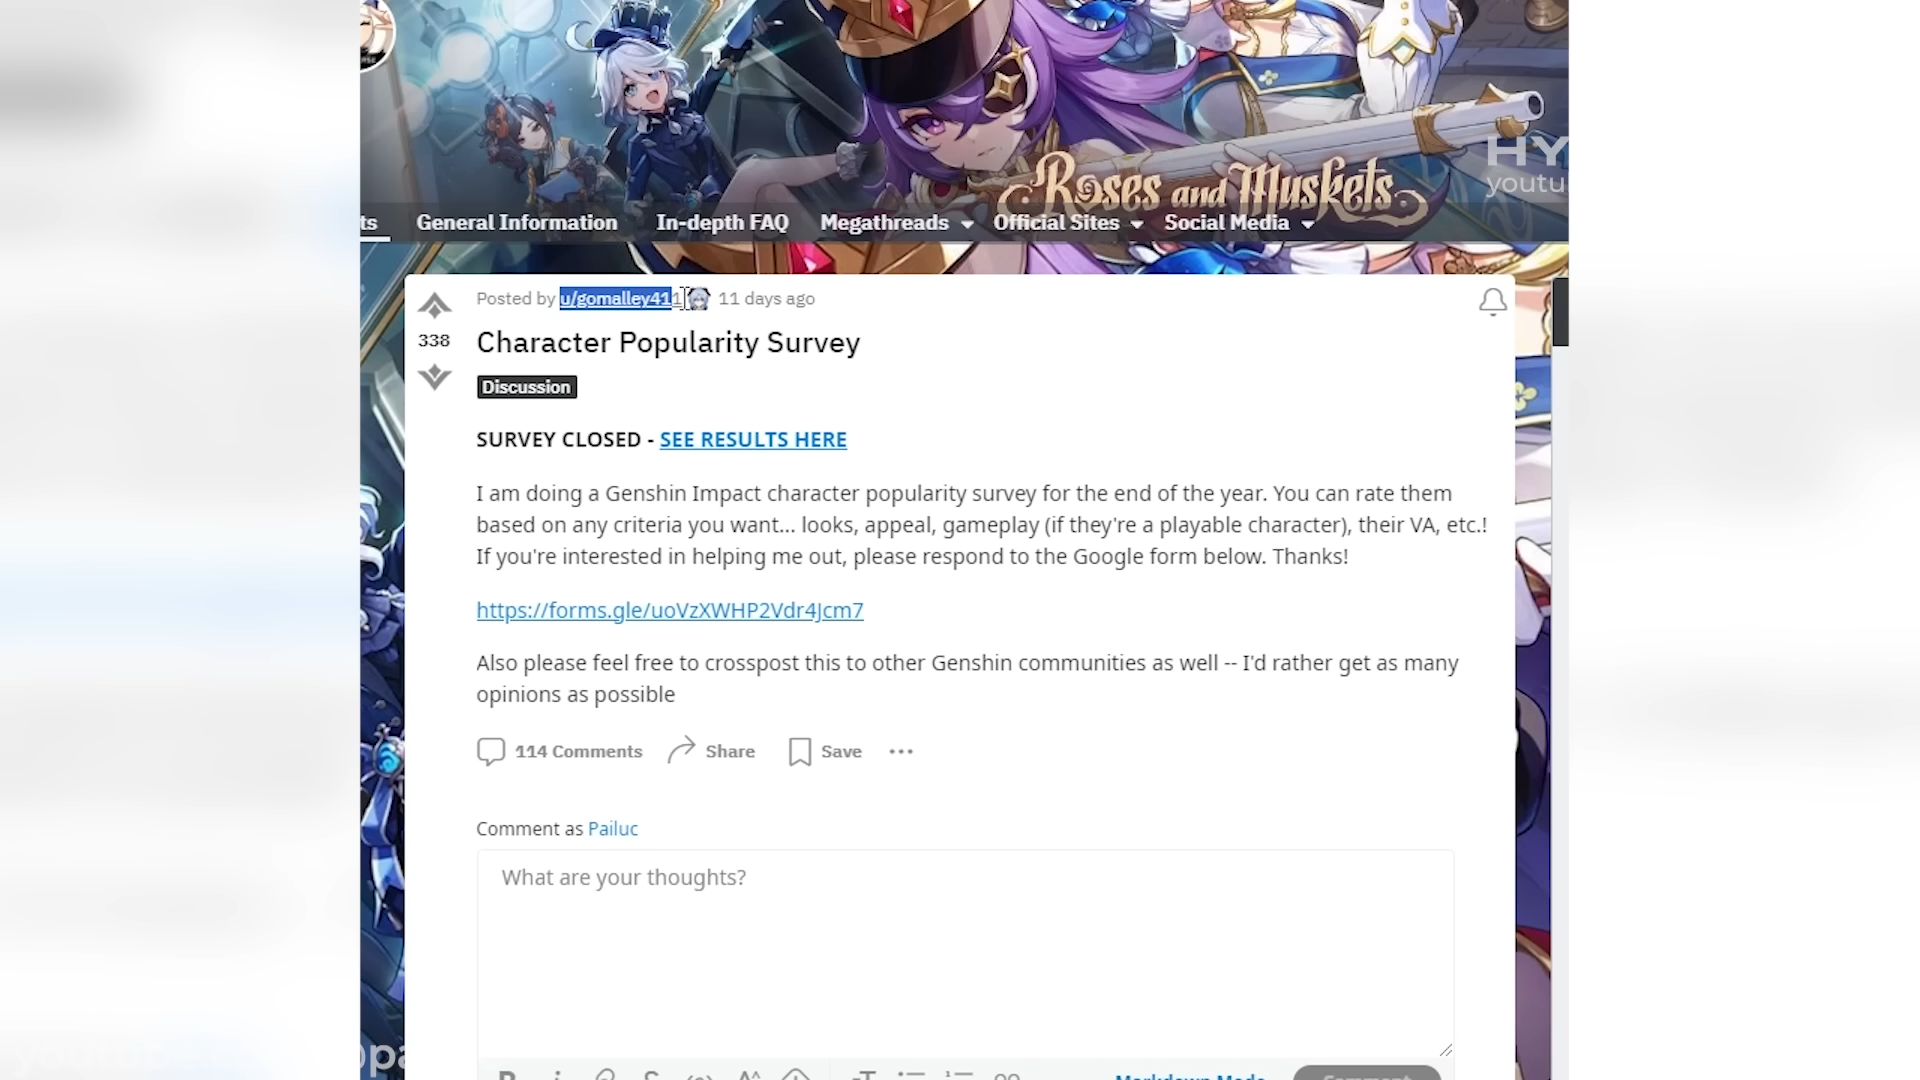 HY
youtu
Roses and Muskets
ts General Information In-depth FAQ Megathreads Official Sites Social Media
Posted by u/gomalley411 11 days ago
338
Character Popularity Survey
Discussion
SURVEY CLOSED - SEE RESULTS HERE
I am doing a Genshin Impact character popularity survey for the end of the year. You can rate them
based on any criteria you want... looks, appeal, gameplay (if they're a playable character), their VA, etc.!
If you're interested in helping me out, please respond to the Google form below. Thanks!
https://forms.gle/uoVzXWHP2Vdr4Jcm7
Also please feel free to crosspost this to other Genshin communities as well -- I'd rather get as many
opinions as possible
114 Comments Share Save
Comment as Pailuc
What are your thoughts?
Markdown Mode Comment